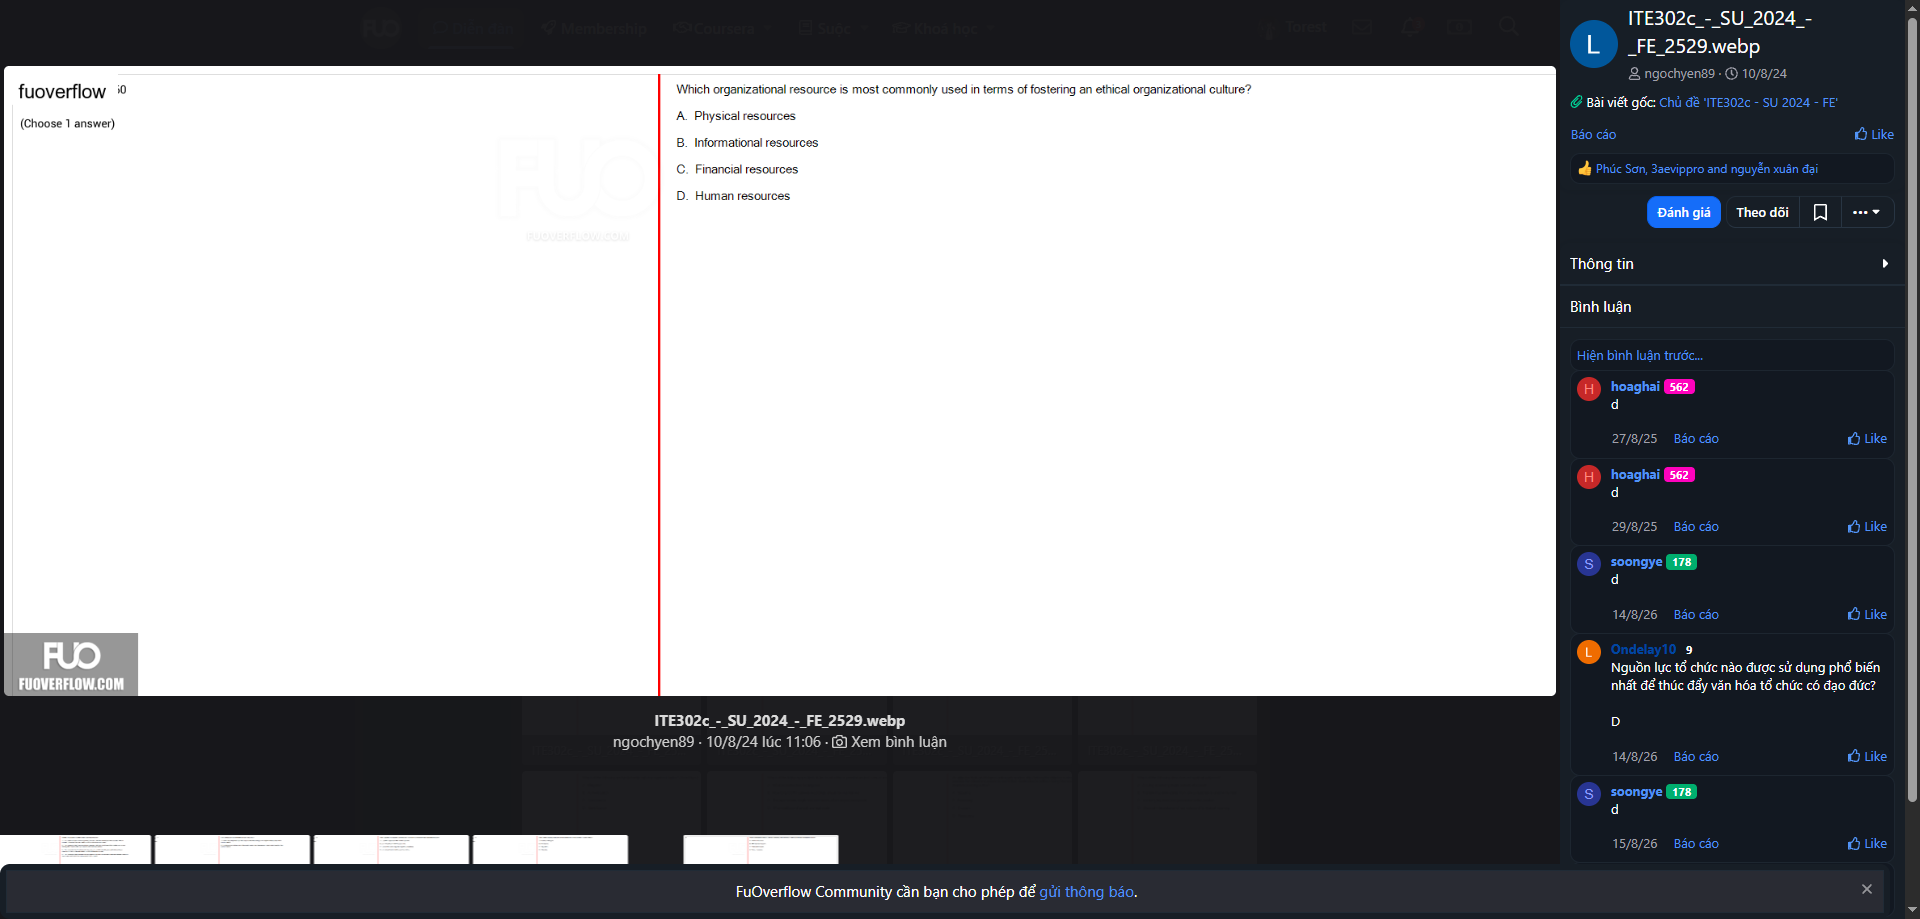 Membership
Coursera
Torest
fuoverflow
60
(Choose 1 answer)
Which organizational resource is most commonly used in terms of fostering an ethical organizational culture?
A. Physical resources
B. Informational resources
C. Financial resources
D. Human resources
FUO
FUOVERFLOW.COM
FUO
FUOVERFLOW.COM
ITE302c_-_SU_2024_-_FE_2529.webp
ngochyen89 · 10/8/24 lúc 11:06 · Xem bình luận
FuOverflow Community cần bạn cho phép để gửi thông báo.
L
ITE302c_-_SU_2024_-
_FE_2529.webp
ngochyen89 · 10/8/24
Bài viết gốc: Chủ đề 'ITE302c - SU 2024 - FE'
Báo cáo
Like
Phúc Sơn, 3aevippro and nguyễn xuân đại
Đánh giá
Theo dõi
Thông tin
Bình luận
Hiện bình luận trước...
H
hoaghai 562
d
27/8/25 Báo cáo Like
H
hoaghai 562
d
29/8/25 Báo cáo Like
S
soongye 178
d
14/8/26 Báo cáo Like
L
Ondelay10 9
Nguồn lực tổ chức nào được sử dụng phổ biến
nhất để thúc đẩy văn hóa tổ chức có đạo đức?
D
14/8/26 Báo cáo Like
S
soongye 178
d
15/8/26 Báo cáo Like